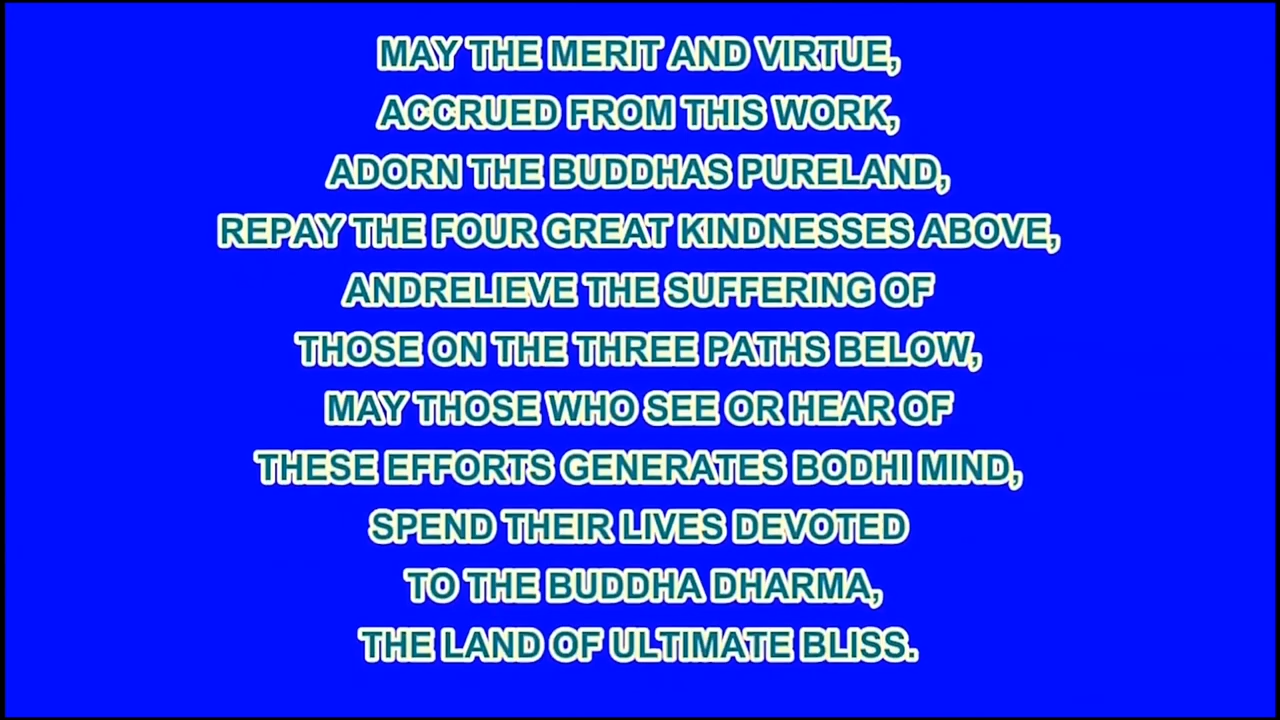 MAY THE MERIT AND VIRTUE,
ACCRUED FROM THIS WORK,
ADORN THE BUDDHAS PURELAND,
REPAY THE FOUR GREAT KINDNESSES ABOVE,
ANDRELIEVE THE SUFFERING OF
THOSE ON THE THREE PATHS BELOW,
MAY THOSE WHO SEE OR HEAR OF
THESE EFFORTS GENERATES BODHI MIND,
SPEND THEIR LIVES DEVOTED
TO THE BUDDHA DHARMA,
THE LAND OF ULTIMATE BLISS.